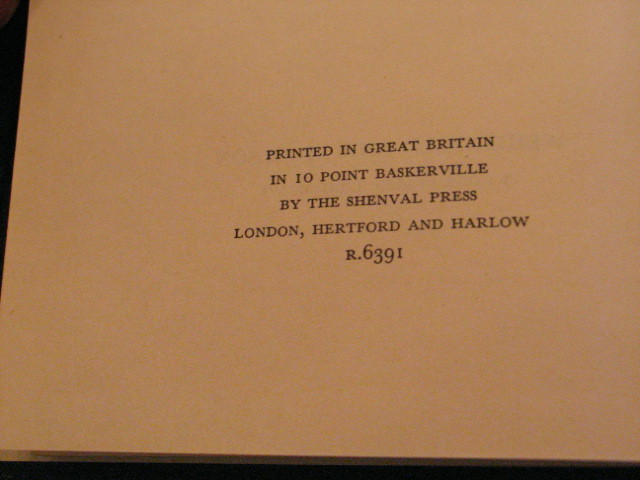 PRINTED IN GREAT BRITAIN
IN 10 POINT BASKERVILLE
BY THE SHENVAL PRESS
LONDON, HERTFORD AND HARLOW
R.6391